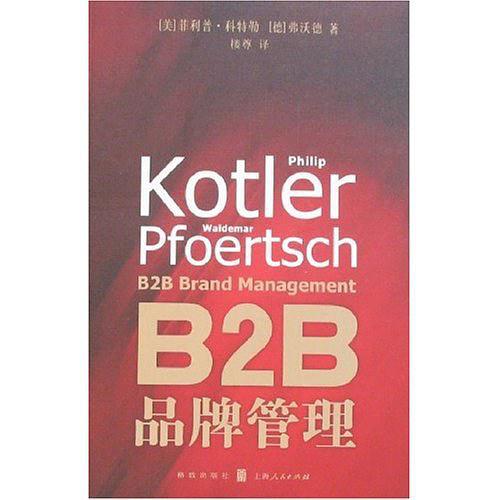 [美]菲利普·科特勒 [德]弗沃德 著
楼尊 译
Philip
Kotler
Waldemar
Pfoertsch
B2B Brand Management
B2B
品牌管理
格致出版社 上海人民出版社